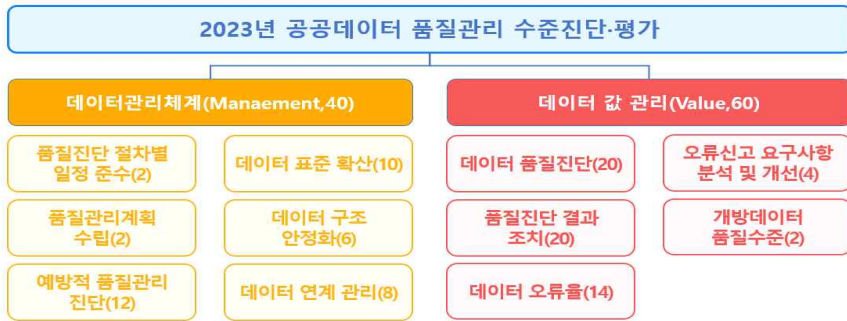 2023년 공공데이터 품질관리 수준진단·평가
데이터관리체계(Manaement,40)
데이터 값 관리(Value,60)
품질진단 절차별
일정 준수(2)
데이터 표준 확산(10)
데이터 품질진단(20)
오류신고 요구사항
분석 및 개선(4)
품질관리계획
수립(2)
데이터 구조
안정화(6)
품질진단 결과
조치(20)
개방데이터
품질수준(2)
예방적 품질관리
진단(12)
데이터 연계 관리(8)
데이터 오류율(14)